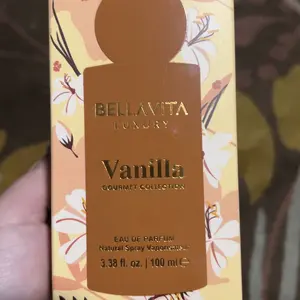 BELLAVITA
LUXURY
Vanilla
GOURMET COLLECTION
EAU DE PARFUM
Natural Spray Vaporisateur
3.38 fl. oz. | 100 ml e